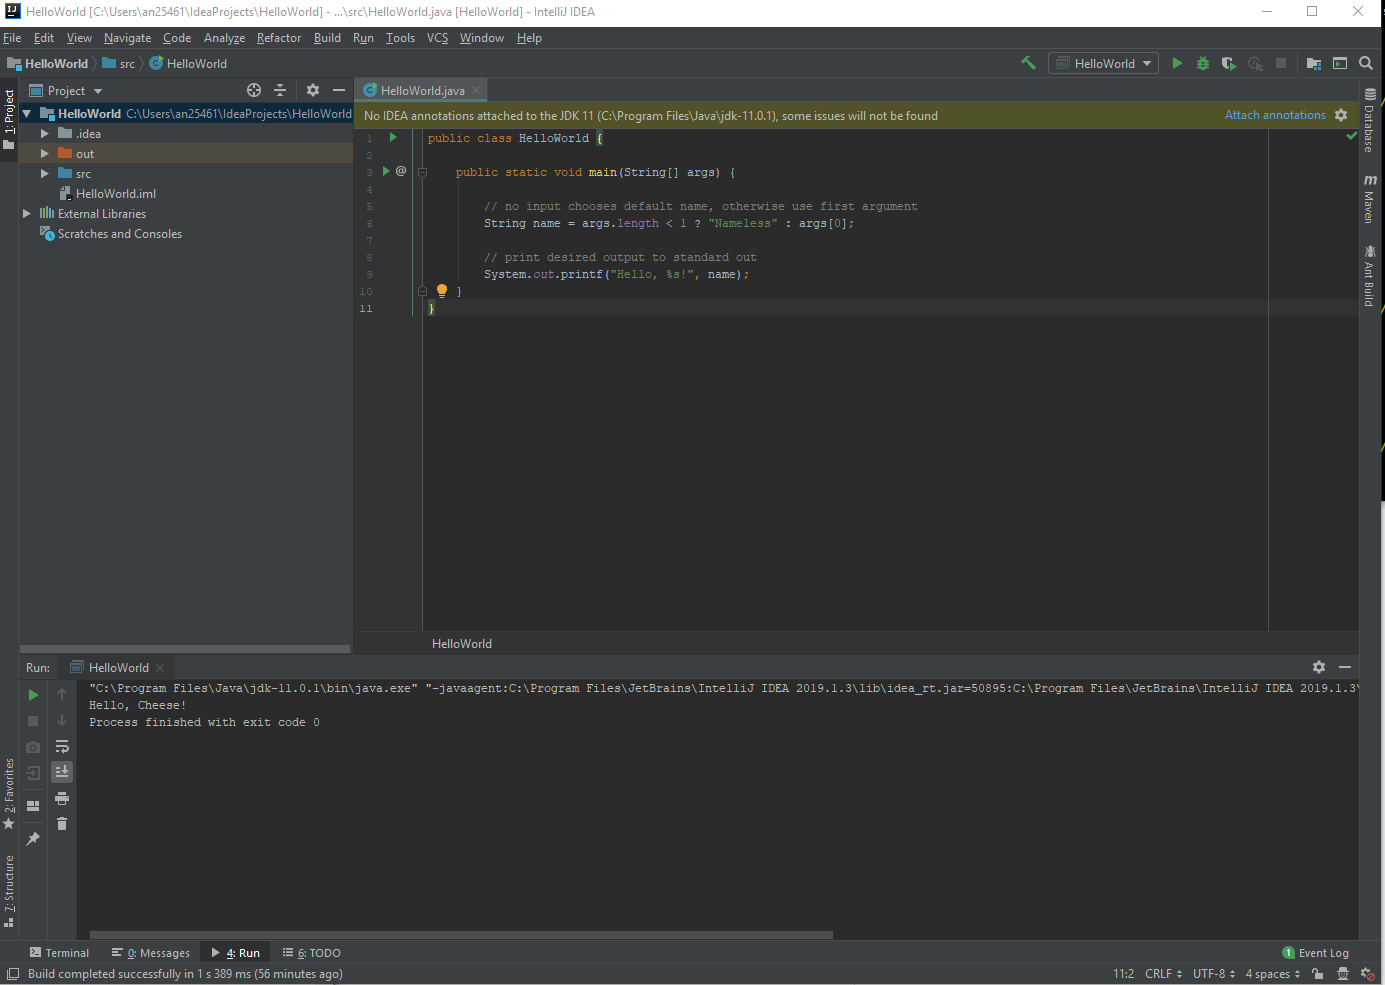 HelloWorld [C:\Users\an25461\IdeaProjects\HelloWorld] - ...\src\HelloWorld.java [HelloWorld] - IntelliJ IDEA
File Edit View Navigate Code Analyze Refactor Build Run Tools VCS Window Help
HelloWorld src HelloWorld
HelloWorld
1: Project
Project
HelloWorld C:\Users\an25461\IdeaProjects\HelloWorld
.idea
out
src
HelloWorld.iml
External Libraries
Scratches and Consoles
HelloWorld.java
No IDEA annotations attached to the JDK 11 (C:\Program Files\Java\jdk-11.0.1), some issues will not be found Attach annotations
1 public class HelloWorld {
2
3 @ public static void main(String[] args) {
4
5 // no input chooses default name, otherwise use first argument
6 String name = args.length < 1 ? "Nameless" : args[0];
7
8 // print desired output to standard out
9 System.out.printf("Hello, %s!", name);
10 }
11 }
HelloWorld
Database
m Maven
Ant Build
Run: HelloWorld
"C:\Program Files\Java\jdk-11.0.1\bin\java.exe" "-javaagent:C:\Program Files\JetBrains\IntelliJ IDEA 2019.1.3\lib\idea_rt.jar=50895:C:\Program Files\JetBrains\IntelliJ IDEA 2019.1.3\
Hello, Cheese!
Process finished with exit code 0
2: Favorites
7: Structure
Terminal 0: Messages 4: Run 6: TODO 1 Event Log
Build completed successfully in 1 s 389 ms (56 minutes ago) 11:2 CRLF UTF-8 4 spaces